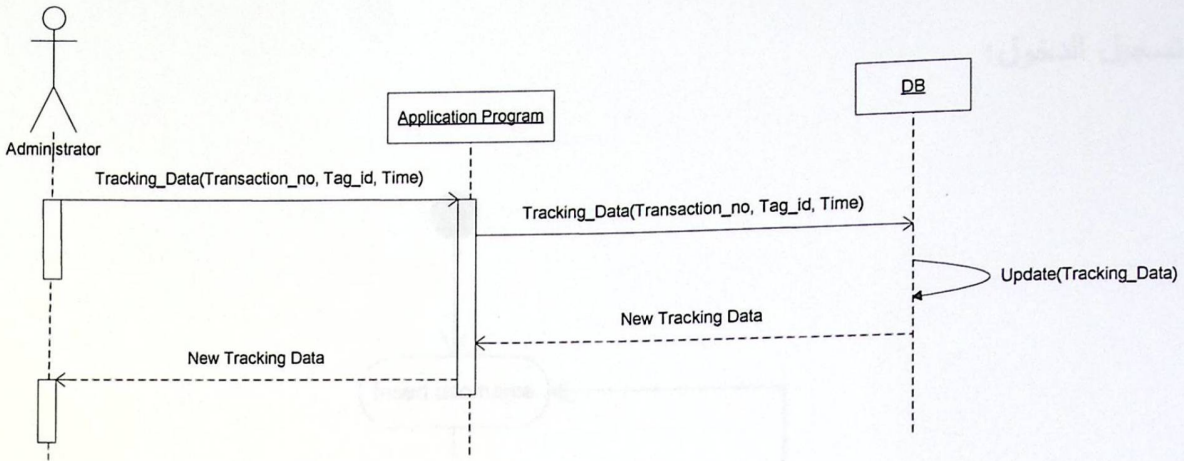 DB
Application Program
Administrator
Tracking_Data(Transaction_no, Tag_id, Time)
Tracking_Data(Transaction_no, Tag_id, Time)
Update(Tracking_Data)
New Tracking Data
New Tracking Data